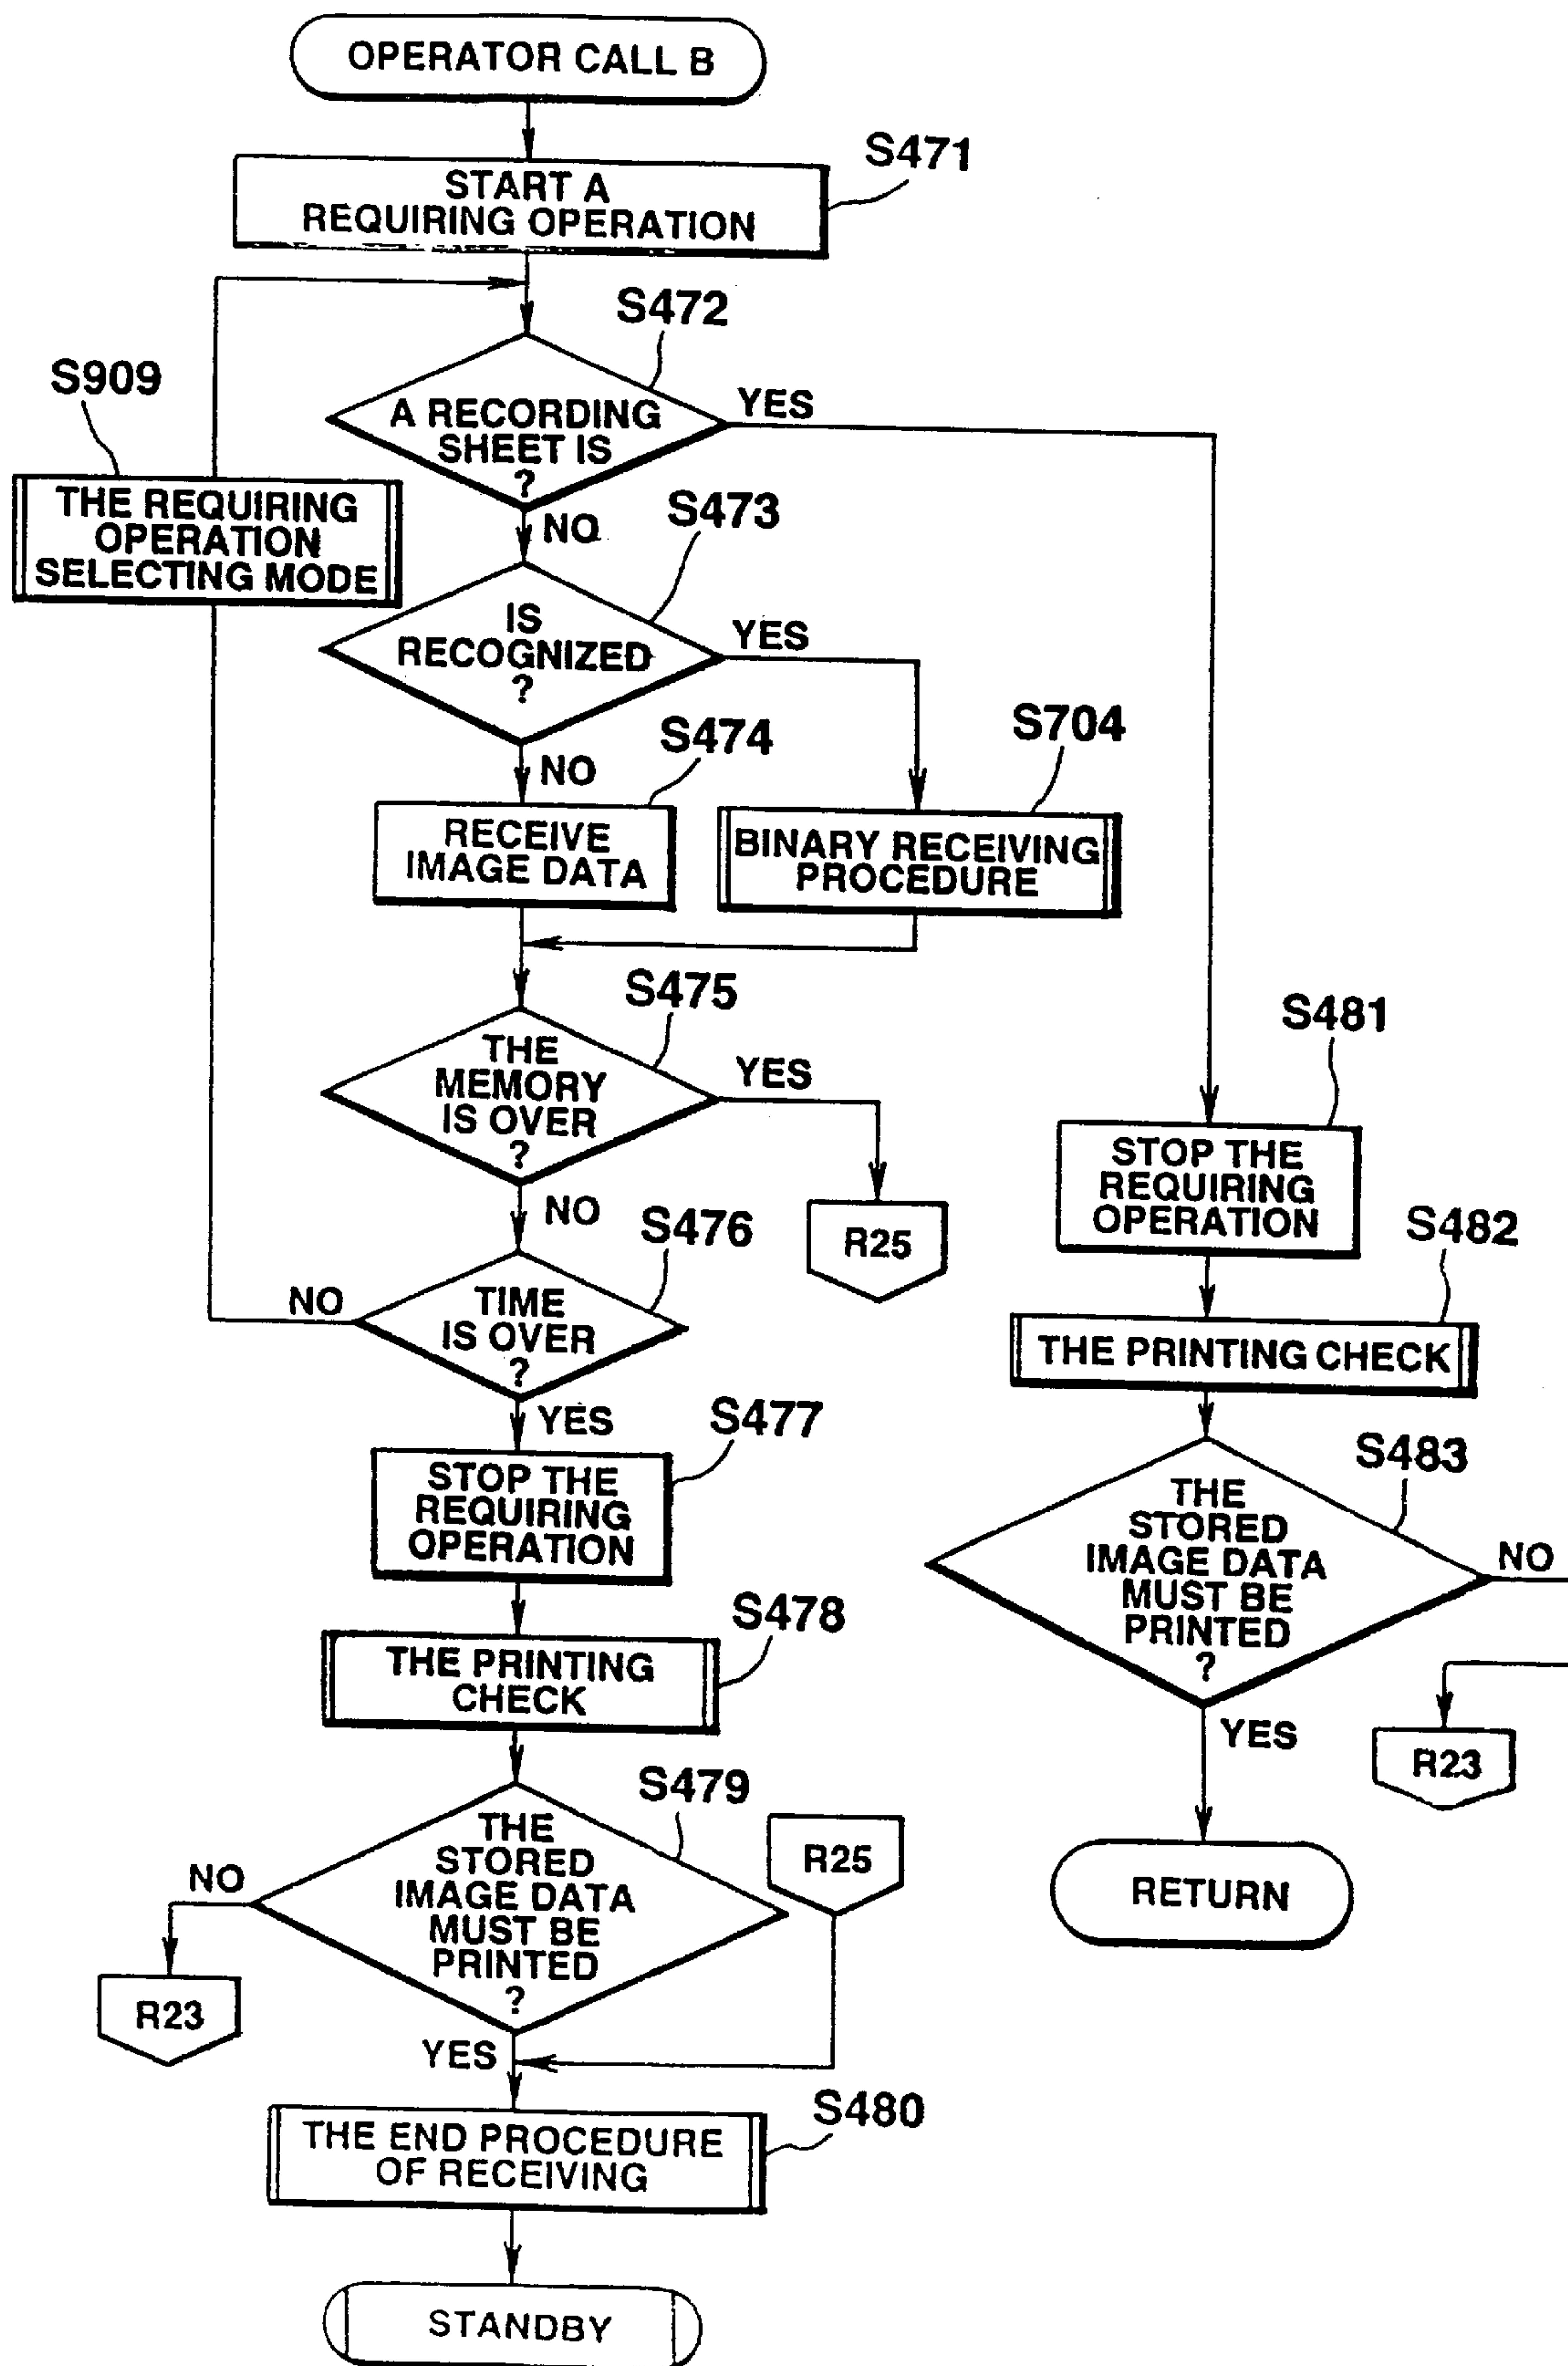 OPERATOR CALL B
S471
START A
REQUIRING OPERATION
S472
S909
A RECORDING
SHEET IS
?
YES
NO
THE REQUIRING
OPERATION
SELECTING MODE
S473
IS
RECOGNIZED
?
YES
NO
S474
S704
RECEIVE
IMAGE DATA
BINARY RECEIVING
PROCEDURE
S475
THE
MEMORY
IS OVER
?
YES
NO
R25
S481
STOP THE
REQUIRING
OPERATION
S476
TIME
IS OVER
?
NO
YES
S482
THE PRINTING CHECK
S477
STOP THE
REQUIRING
OPERATION
S483
THE
STORED
IMAGE DATA
MUST BE
PRINTED
?
NO
YES
R23
RETURN
S478
THE PRINTING
CHECK
S479
THE
STORED
IMAGE DATA
MUST BE
PRINTED
?
NO
R23
R25
YES
S480
THE END PROCEDURE
OF RECEIVING
STANDBY